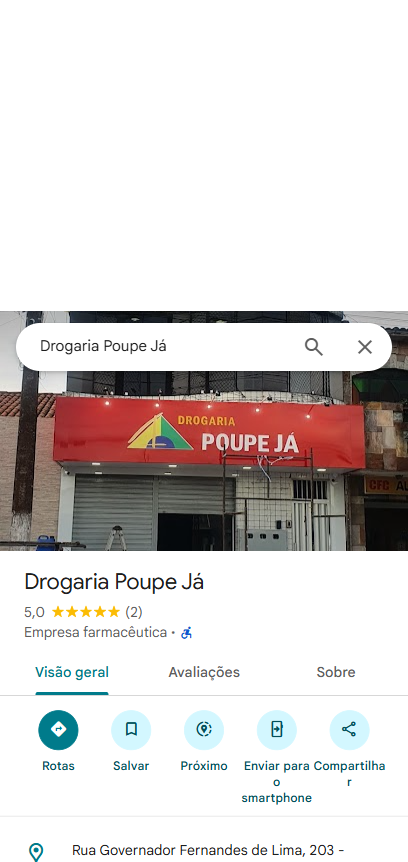 Drogaria Poupe Já
DROGARIA
POUPE JÁ
CFC
Drogaria Poupe Já
5,0 (2)
Empresa farmacêutica •
Visão geral Avaliações Sobre
Rotas Salvar Próximo Enviar para o smartphone Compartilhar
Rua Governador Fernandes de Lima, 203 -